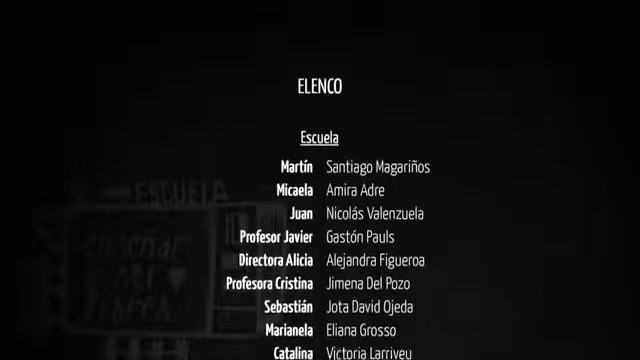 ELENCO
Escuela
Martín Santiago Magariños
Micaela Amira Adre
Juan Nicolás Valenzuela
Profesor Javier Gastón Pauls
Directora Alicia Alejandra Figueroa
Profesora Cristina Jimena Del Pozo
Sebastián Jota David Ojeda
Marianela Eliana Grosso
Catalina Victoria Larriveu
ESCUELA